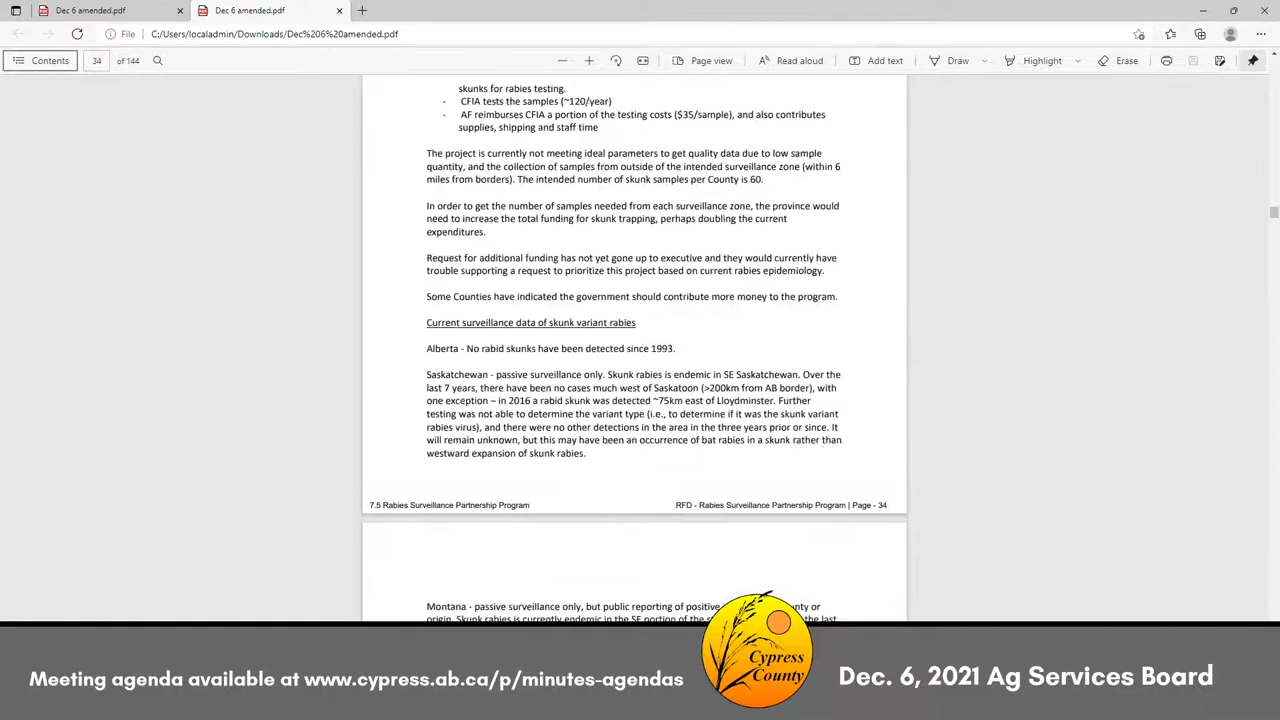 Dec 6 amended.pdf
Dec 6 amended.pdf
File
C:/Users/localadmin/Downloads/Dec%206%20amended.pdf
Contents
34
of 144
Page view
Read aloud
Add text
Draw
Highlight
Erase
skunks for rabies testing.
- CFIA tests the samples (~120/year)
- AF reimburses CFIA a portion of the testing costs ($35/sample), and also contributes
supplies, shipping and staff time
The project is currently not meeting ideal parameters to get quality data due to low sample
quantity, and the collection of samples from outside of the intended surveillance zone (within 6
miles from borders). The intended number of skunk samples per County is 60.
In order to get the number of samples needed from each surveillance zone, the province would
need to increase the total funding for skunk trapping, perhaps doubling the current
expenditures.
Request for additional funding has not yet gone up to executive and they would currently have
trouble supporting a request to prioritize this project based on current rabies epidemiology.
Some Counties have indicated the government should contribute more money to the program.
Current surveillance data of skunk variant rabies
Alberta - No rabid skunks have been detected since 1993.
Saskatchewan - passive surveillance only. Skunk rabies is endemic in SE Saskatchewan. Over the
last 7 years, there have been no cases much west of Saskatoon (>200km from AB border), with
one exception – in 2016 a rabid skunk was detected ~75km east of Lloydminster. Further
testing was not able to determine the variant type (i.e., to determine if it was the skunk variant
rabies virus), and there were no other detections in the area in the three years prior or since. It
will remain unknown, but this may have been an occurrence of bat rabies in a skunk rather than
westward expansion of skunk rabies.
7.5 Rabies Surveillance Partnership Program
RFD - Rabies Surveillance Partnership Program | Page - 34
Montana - passive surveillance only, but public reporting of positive or
origin. Skunk rabies is currently endemic in the SE portion of the the last
Meeting agenda available at www.cypress.ab.ca/p/minutes-agendas
Cypress
County
Dec. 6, 2021 Ag Services Board